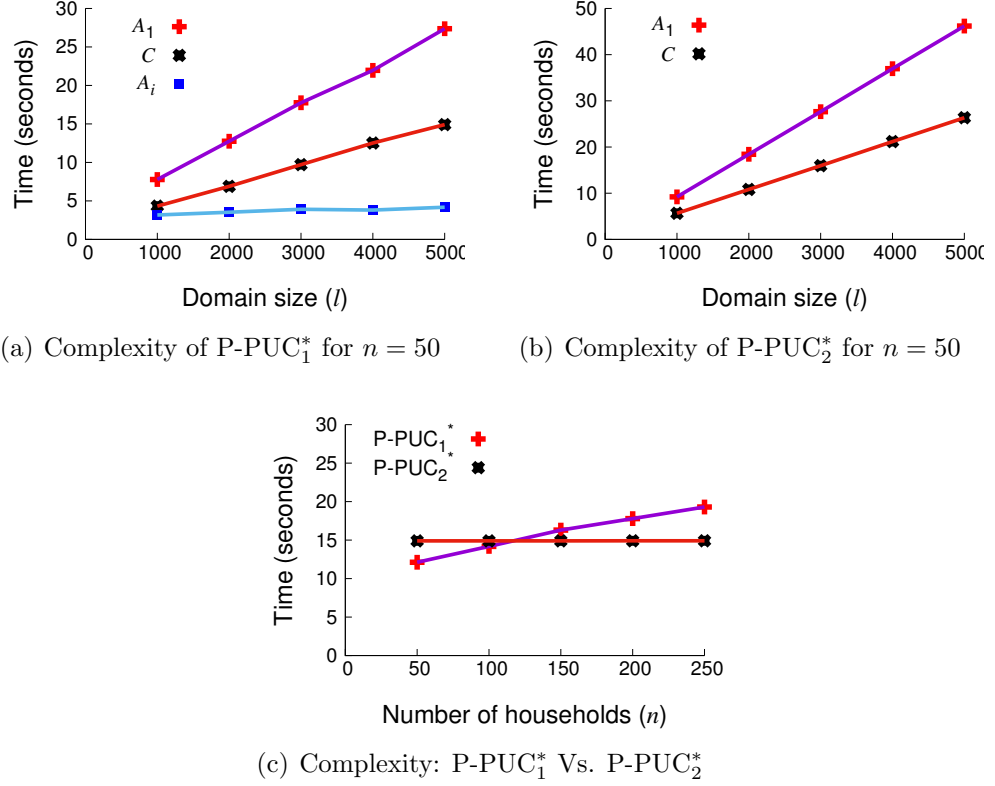 30
25
20
15
10
5
0
Time (seconds)
A1
C
Ai
0 1000 2000 3000 4000 5000
Domain size (l)
(a) Complexity of P-PUC*1 for n = 50
50
40
30
20
10
0
Time (seconds)
A1
C
0 1000 2000 3000 4000 5000
Domain size (l)
(b) Complexity of P-PUC*2 for n = 50
30
25
20
15
10
5
0
Time (seconds)
P-PUC1*
P-PUC2*
0 50 100 150 200 250
Number of households (n)
(c) Complexity: P-PUC*1 Vs. P-PUC*2